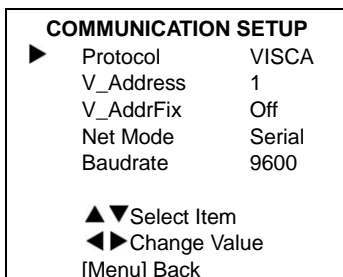 COMMUNICATION SETUP
▶ Protocol VISCA
V_Address 1
V_AddrFix Off
Net Mode Serial
Baudrate 9600
▲▼Select Item
◀▶Change Value
[Menu] Back